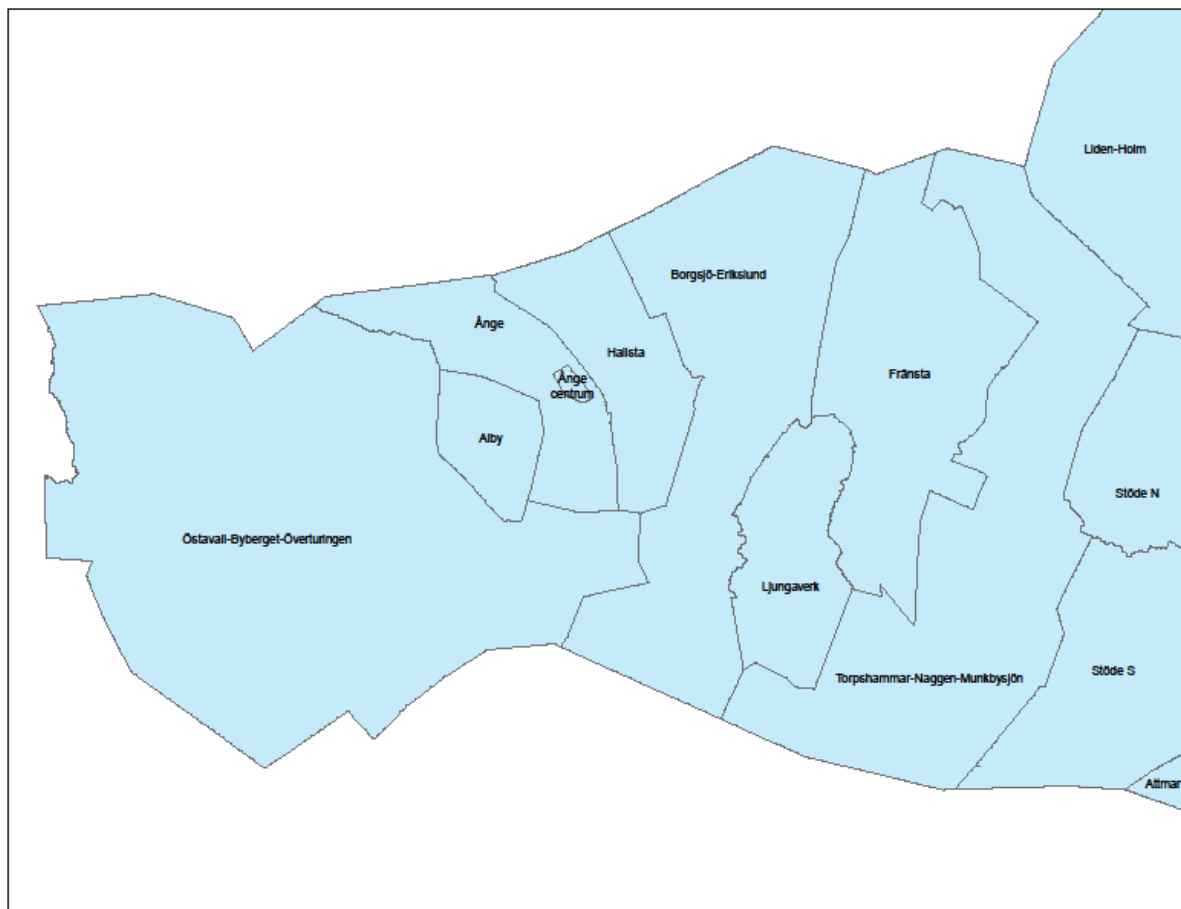 Liden-Holm
Borgsjö-Erikslund
Ånge
Hallsta
Fränsta
Ånge
centrum
Alby
Stöde N
Östavall-Byberget-Överturingen
Ljungaverk
Stöde S
Torpshammar-Naggen-Munkbysjön
Attmar